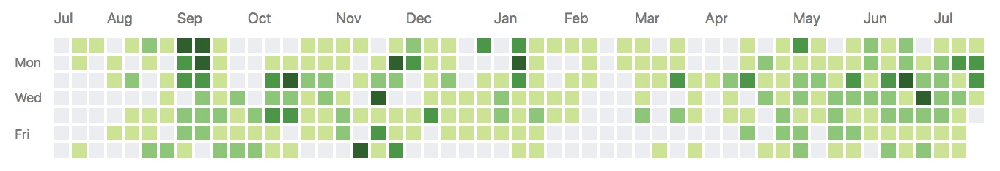 Jul Aug Sep Oct Nov Dec Jan Feb Mar Apr May Jun Jul
Mon
Wed
Fri